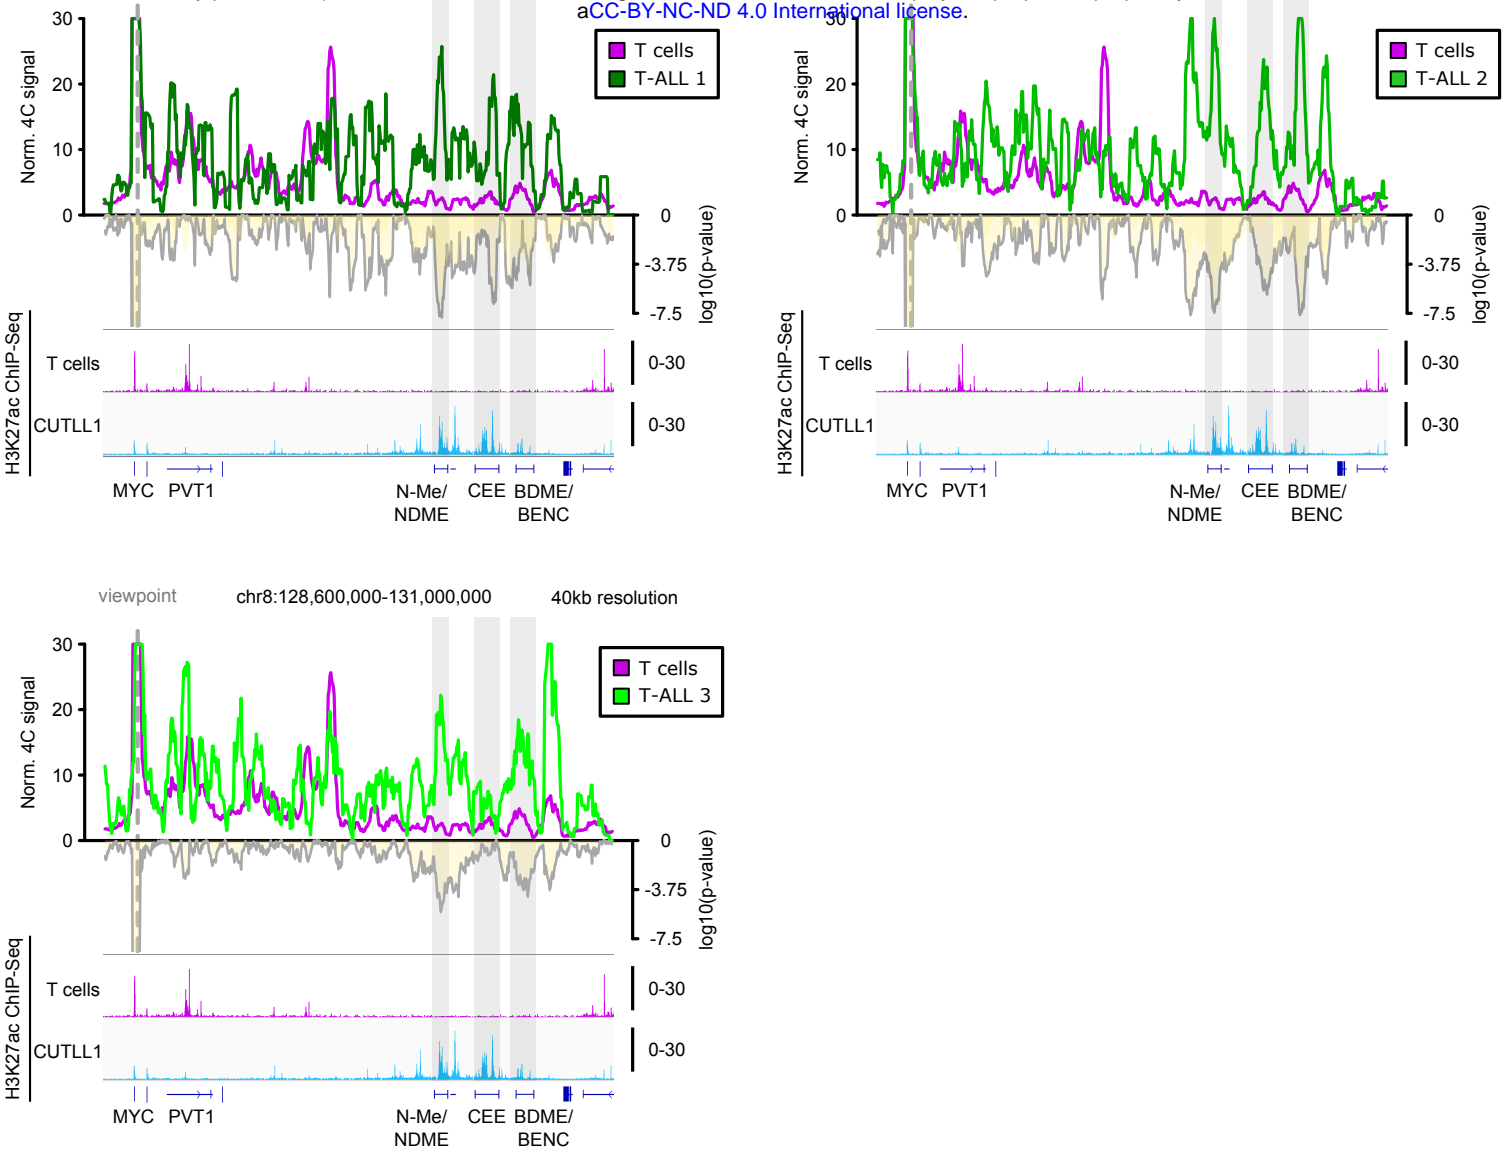 aCC-BY-NC-ND 4.0 International license.
30
20
10
0
Norm. 4C signal
T cells
T-ALL 1
0
-3.75
-7.5
log10(p-value)
H3K27ac ChIP-Seq
T cells
0-30
CUTLL1
0-30
MYC PVT1 N-Me/ CEE BDME/
NDME BENC
30
20
10
0
Norm. 4C signal
T cells
T-ALL 2
0
-3.75
-7.5
log10(p-value)
H3K27ac ChIP-Seq
T cells
0-30
CUTLL1
0-30
MYC PVT1 N-Me/ CEE BDME/
NDME BENC
viewpoint chr8:128,600,000-131,000,000 40kb resolution
30
20
10
0
Norm. 4C signal
T cells
T-ALL 3
0
-3.75
-7.5
log10(p-value)
H3K27ac ChIP-Seq
T cells
0-30
CUTLL1
0-30
MYC PVT1 N-Me/ CEE BDME/
NDME BENC